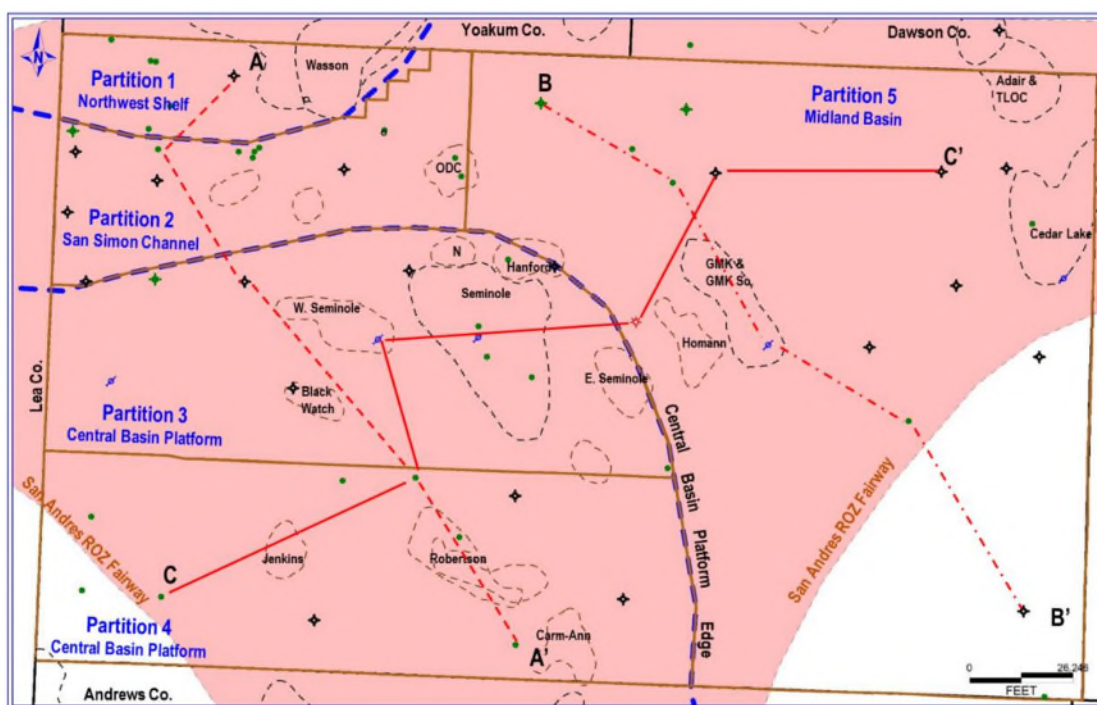 Yoakum Co.
Dawson Co.
N
A
Wasson
Partition 1
Northwest Shelf
B
Partition 5
Midland Basin
Adair &
TLOC
ODC
C'
Partition 2
San Simon Channel
Cedar Lake
N
Hanford
GMK &
GMK So.
Seminole
W. Seminole
Homann
E. Seminole
Black
Watch
Lea Co.
Partition 3
Central Basin Platform
Central Basin Platform Edge
San Andres ROZ Fairway
San Andres ROZ Fairway
Jenkins
Robertson
C
B'
Partition 4
Central Basin Platform
Carm-Ann
A'
Andrews Co.
0 26,246
FEET